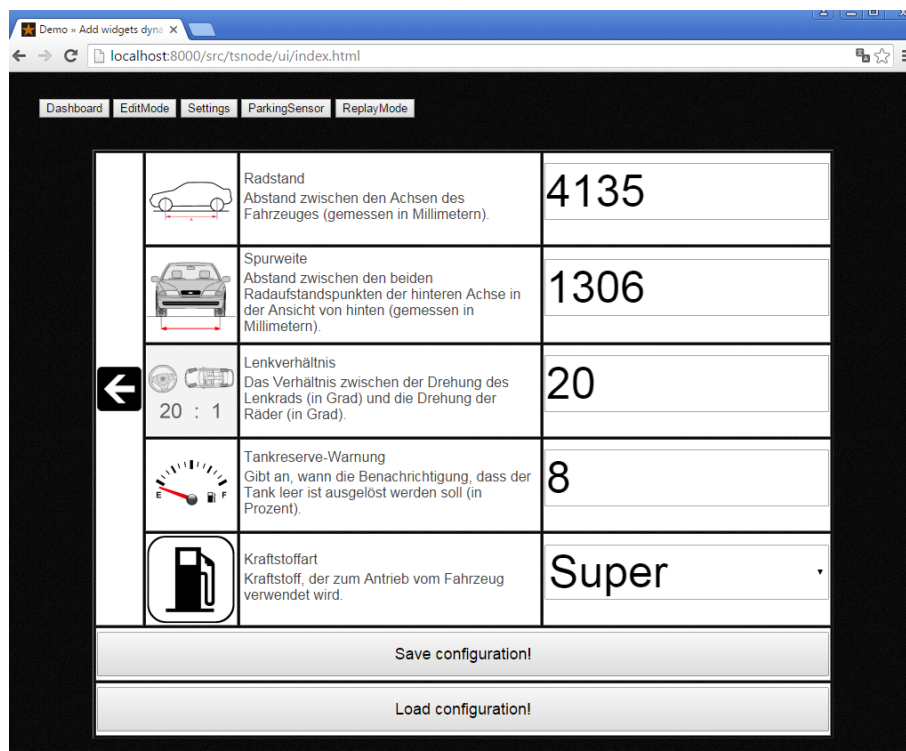 Demo » Add widgets dyna
localhost:8000/src/tsnode/ui/index.html
Dashboard EditMode Settings ParkingSensor ReplayMode
Radstand
Abstand zwischen den Achsen des
Fahrzeuges (gemessen in Millimetern).
4135
Spurweite
Abstand zwischen den beiden
Radaufstandspunkten der hinteren Achse in
der Ansicht von hinten (gemessen in
Millimetern).
1306
20 : 1
Lenkverhältnis
Das Verhältnis zwischen der Drehung des
Lenkrads (in Grad) und die Drehung der
Räder (in Grad).
20
E F
Tankreserve-Warnung
Gibt an, wann die Benachrichtigung, dass der
Tank leer ist ausgelöst werden soll (in
Prozent).
8
Kraftstoffart
Kraftstoff, der zum Antrieb vom Fahrzeug
verwendet wird.
Super
Save configuration!
Load configuration!